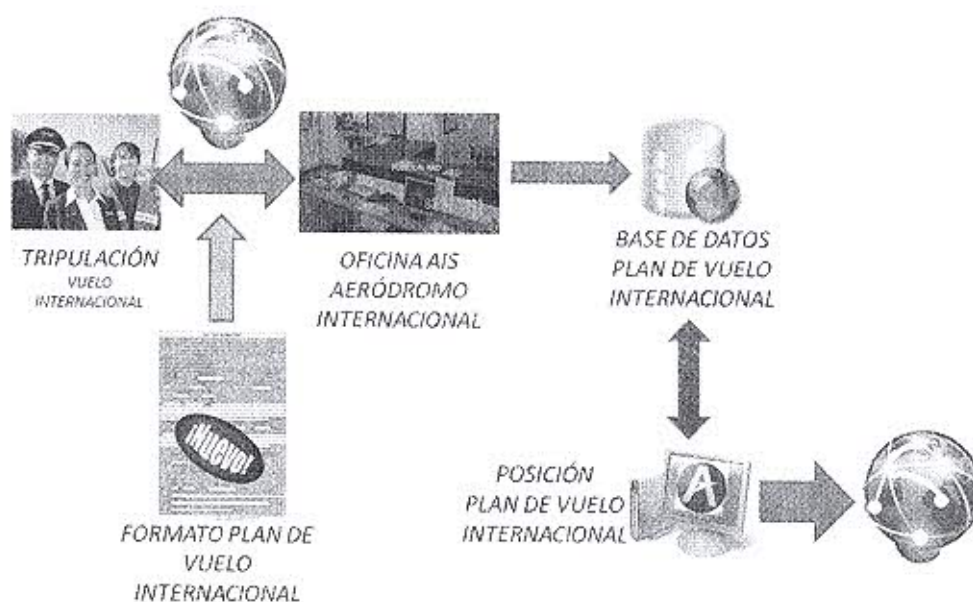 TRIPULACIÓN
VUELO
INTERNACIONAL
OFICINA AIS
AERÓDROMO
INTERNACIONAL
BASE DE DATOS
PLAN DE VUELO
INTERNACIONAL
¡Nuevo!
FORMATO PLAN DE
VUELO
INTERNACIONAL
POSICIÓN
PLAN DE VUELO
INTERNACIONAL
A